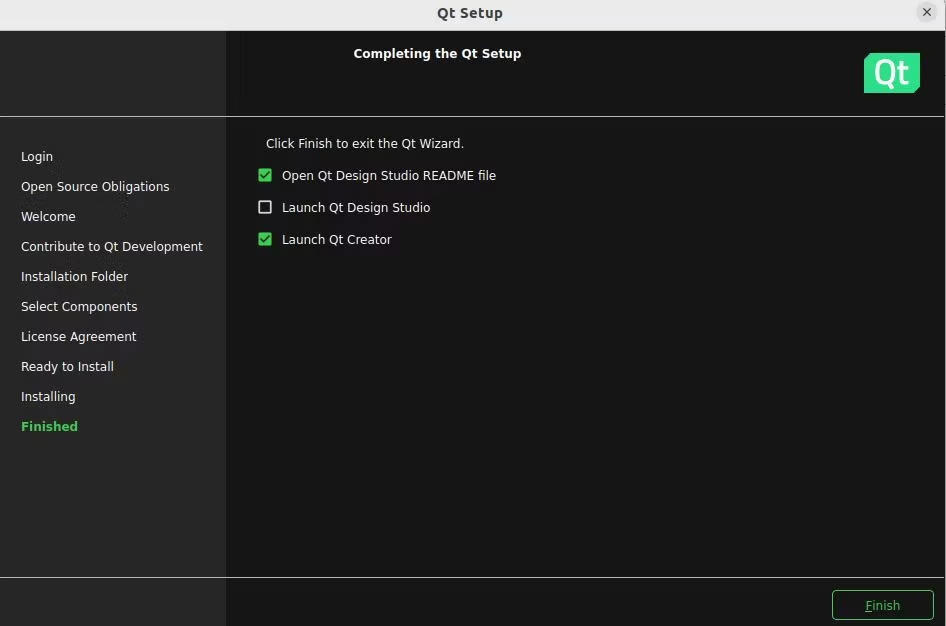 Qt Setup
Completing the Qt Setup
Qt
Login
Open Source Obligations
Welcome
Contribute to Qt Development
Installation Folder
Select Components
License Agreement
Ready to Install
Installing
Finished
Click Finish to exit the Qt Wizard.
Open Qt Design Studio README file
Launch Qt Design Studio
Launch Qt Creator
Finish